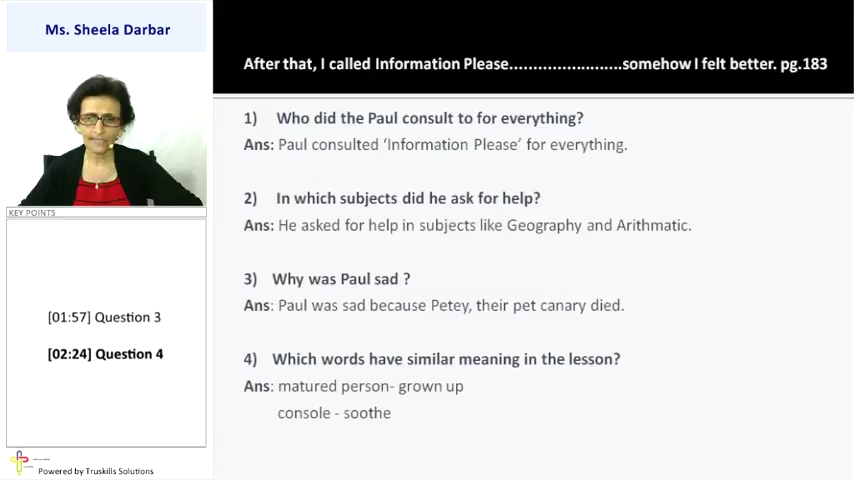 Ms. Sheela Darbar
After that, I called Information Please........................somehow I felt better. pg.183
1) Who did the Paul consult to for everything?
Ans: Paul consulted ‘Information Please’ for everything.
2) In which subjects did he ask for help?
Ans: He asked for help in subjects like Geography and Arithmatic.
3) Why was Paul sad ?
Ans: Paul was sad because Petey, their pet canary died.
4) Which words have similar meaning in the lesson?
Ans: matured person- grown up
console - soothe
KEY POINTS
[01:57] Question 3
[02:24] Question 4
Powered by Truskills Solutions